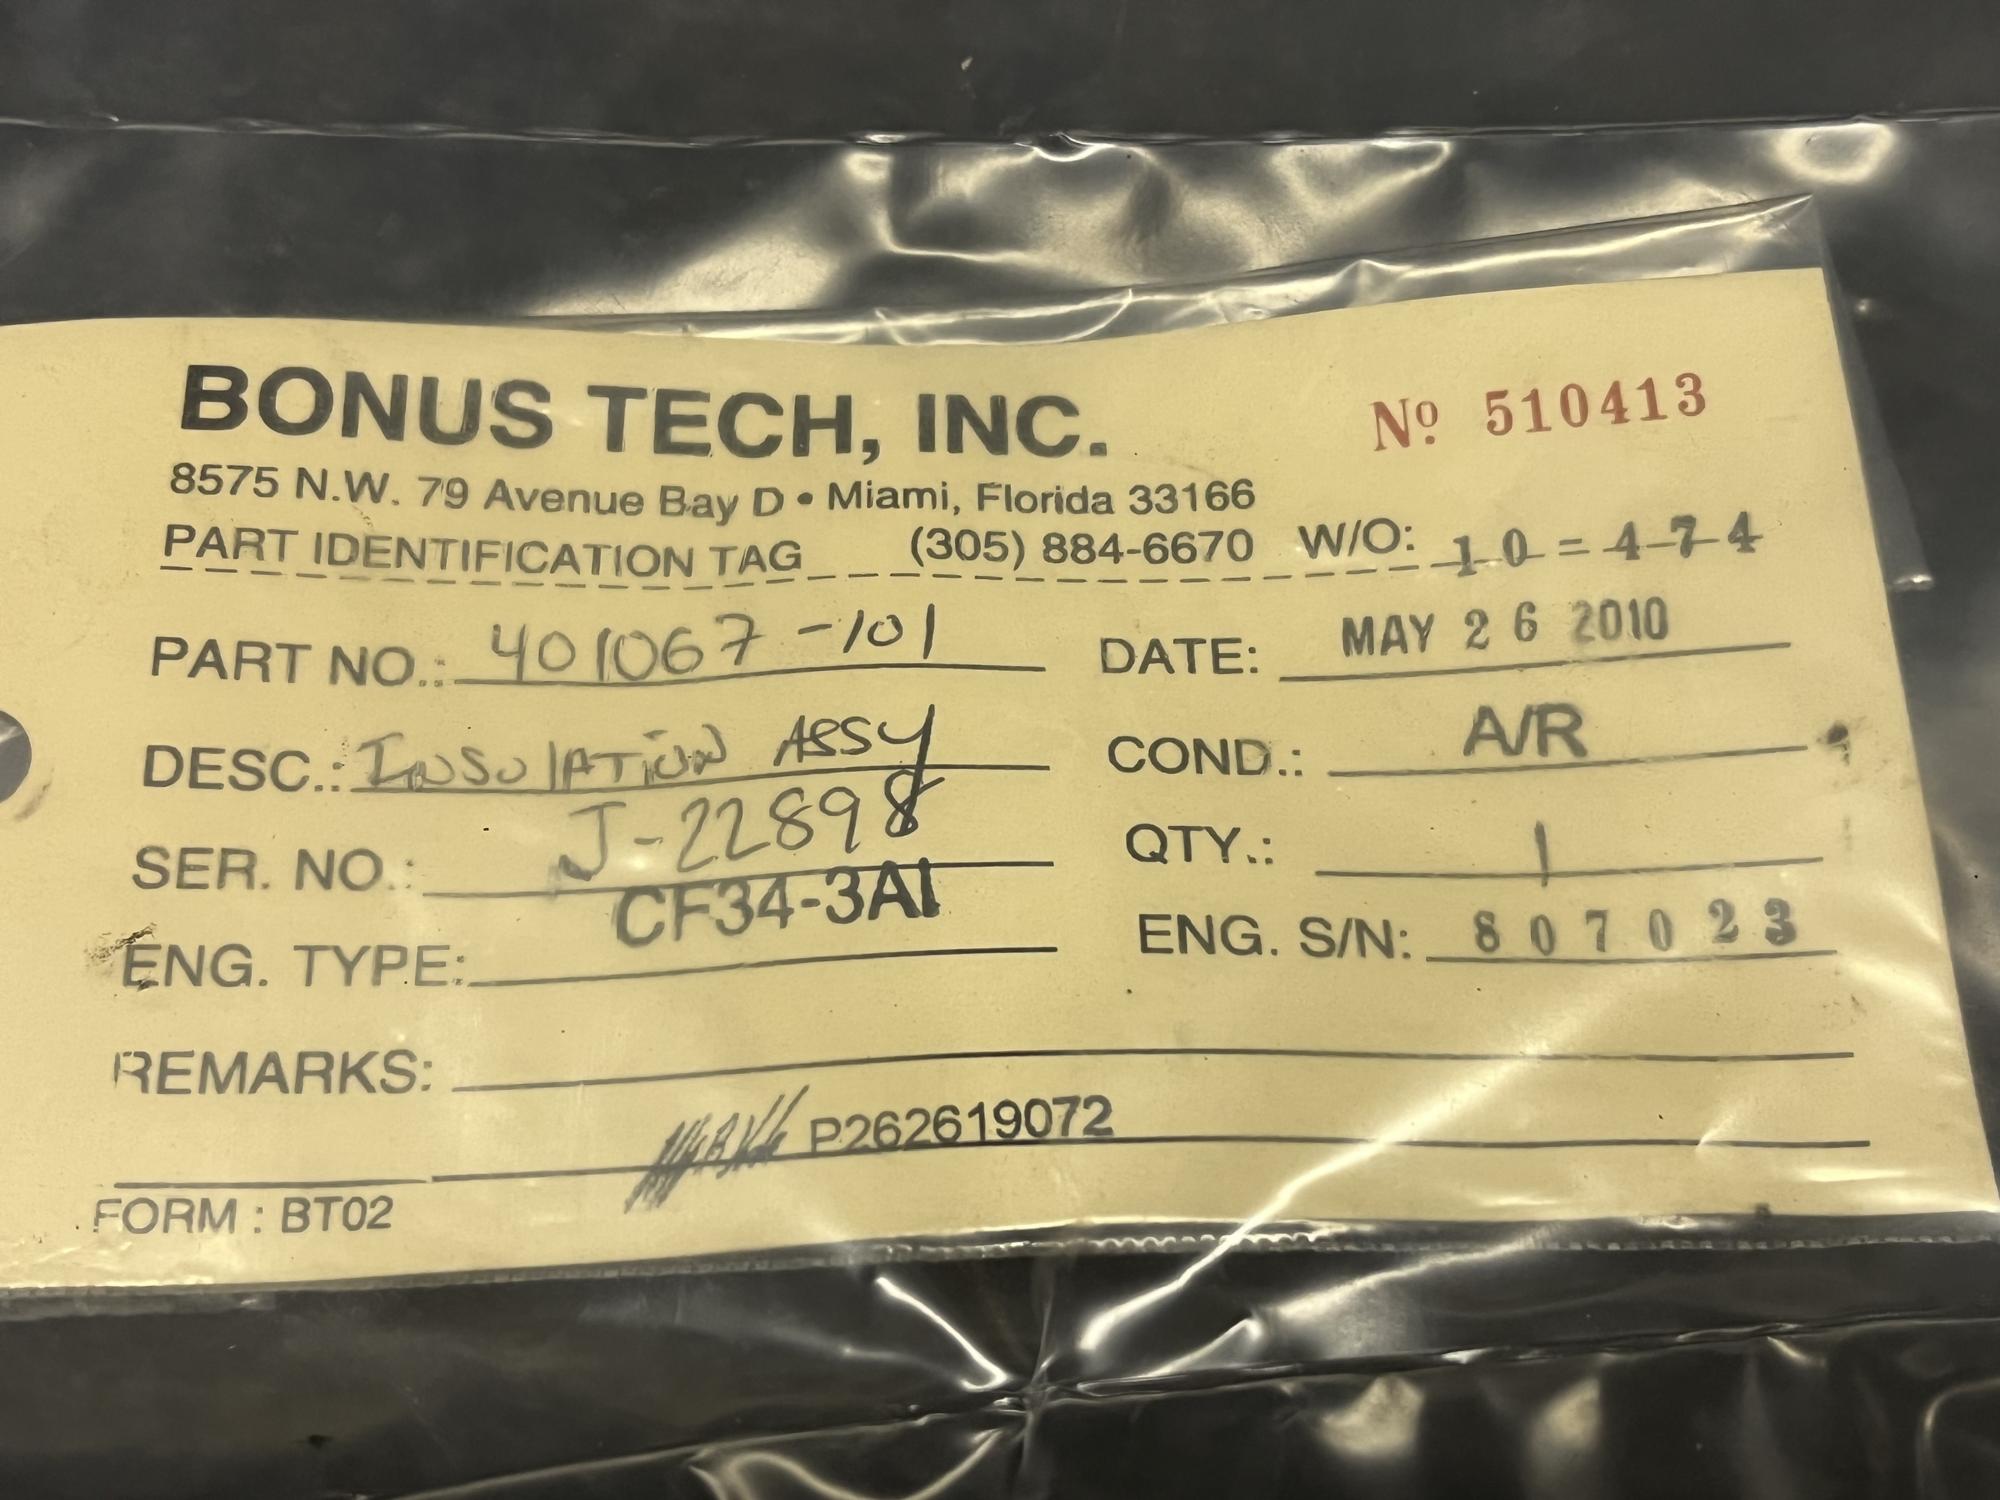 BONUS TECH, INC.
Nº 510413
8575 N.W. 79 Avenue Bay D • Miami, Florida 33166
PART IDENTIFICATION TAG (305) 884-6670 W/O: 10-474
PART NO.: 401067-101 DATE: MAY 26 2010
DESC.: INSULATION ASSY COND.: A/R
SER. NO.: J-22898 QTY.: 1
ENG. TYPE: CF34-3A1 ENG. S/N: 807023
REMARKS:
P262619072
FORM : BT02